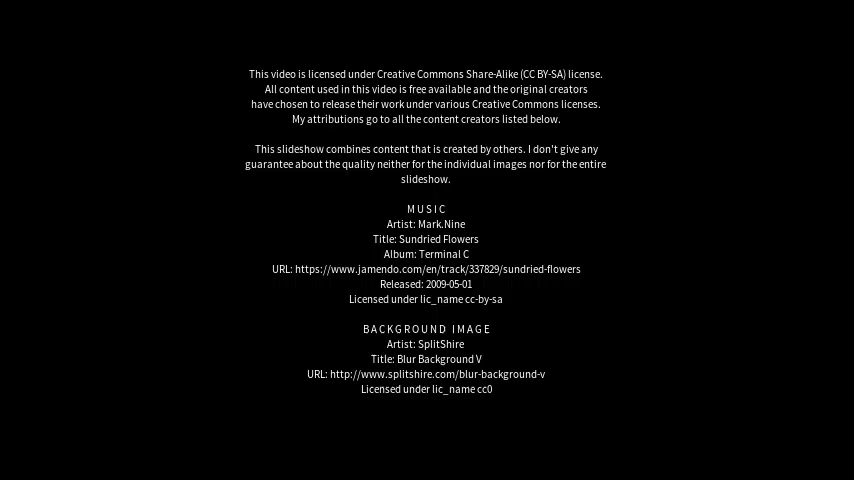 This video is licensed under Creative Commons Share-Alike (CC BY-SA) license.
All content used in this video is free available and the original creators
have chosen to release their work under various Creative Commons licenses.
My attributions go to all the content creators listed below.
This slideshow combines content that is created by others. I don't give any
guarantee about the quality neither for the individual images nor for the entire
slideshow.
MUSIC
Artist: Mark.Nine
Title: Sundried Flowers
Album: Terminal C
URL: https://www.jamendo.com/en/track/337829/sundried-flowers
Released: 2009-05-01
Licensed under lic_name cc-by-sa
BACKGROUND IMAGE
Artist: SplitShire
Title: Blur Background V
URL: http://www.splitshire.com/blur-background-v
Licensed under lic_name cc0